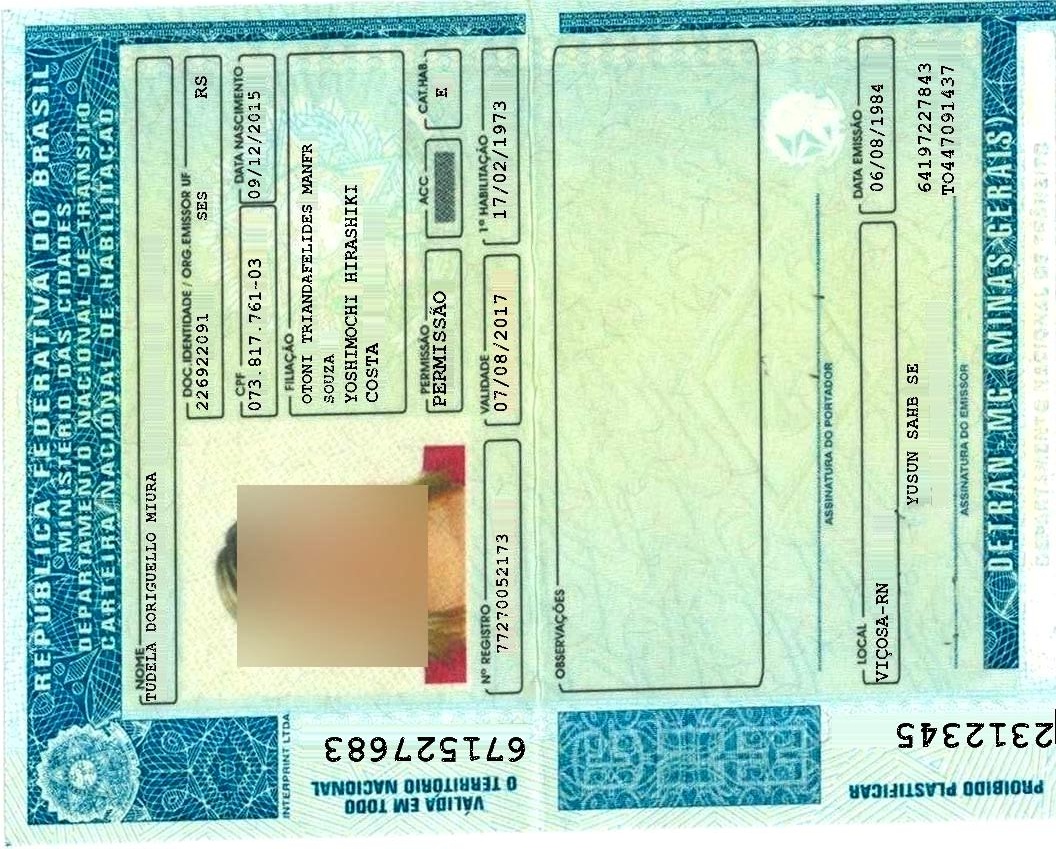 REPÚBLICA FEDERATIVA DO BRASIL
MINISTÉRIO DAS CIDADES
DEPARTAMENTO NACIONAL DE TRÂNSITO
CARTEIRA NACIONAL DE HABILITAÇÃO
NOME
TUDELA DORIGUELLO MIURA
DOC. IDENTIDADE / ORG. EMISSOR UF
226922091 SES RS
CPF DATA NASCIMENTO
073.817.761-03 09/12/2015
FILIAÇÃO
OTONI TRIANDAFELIDES MANFR
SOUZA
YOSHIMOCHI HIRASHIKI
COSTA
PERMISSÃO ACC CAT.HAB.
PERMISSÃO E
Nº REGISTRO VALIDADE 1ª HABILITAÇÃO
77270052173 07/08/2017 17/02/1973
OBSERVAÇÕES
ASSINATURA DO PORTADOR
LOCAL DATA EMISSÃO
VIÇOSA-RN 06/08/1984
YUSUN SAHB SE
64197227843
TO447091437
ASSINATURA DO EMISSOR
DETRAN-MG (MINAS GERAIS)
INTERPRINT LTDA
VÁLIDA EM TODO
O TERRITÓRIO NACIONAL
671527683
PROIBIDO PLASTIFICAR
2312345